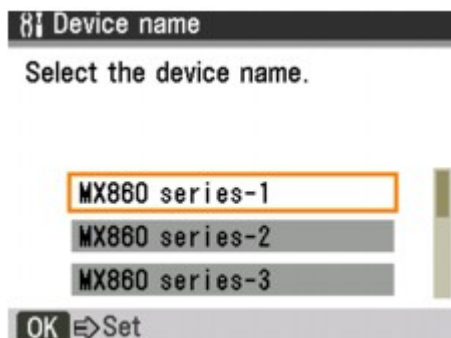 Device name
Select the device name.
MX860 series-1
MX860 series-2
MX860 series-3
OK Set